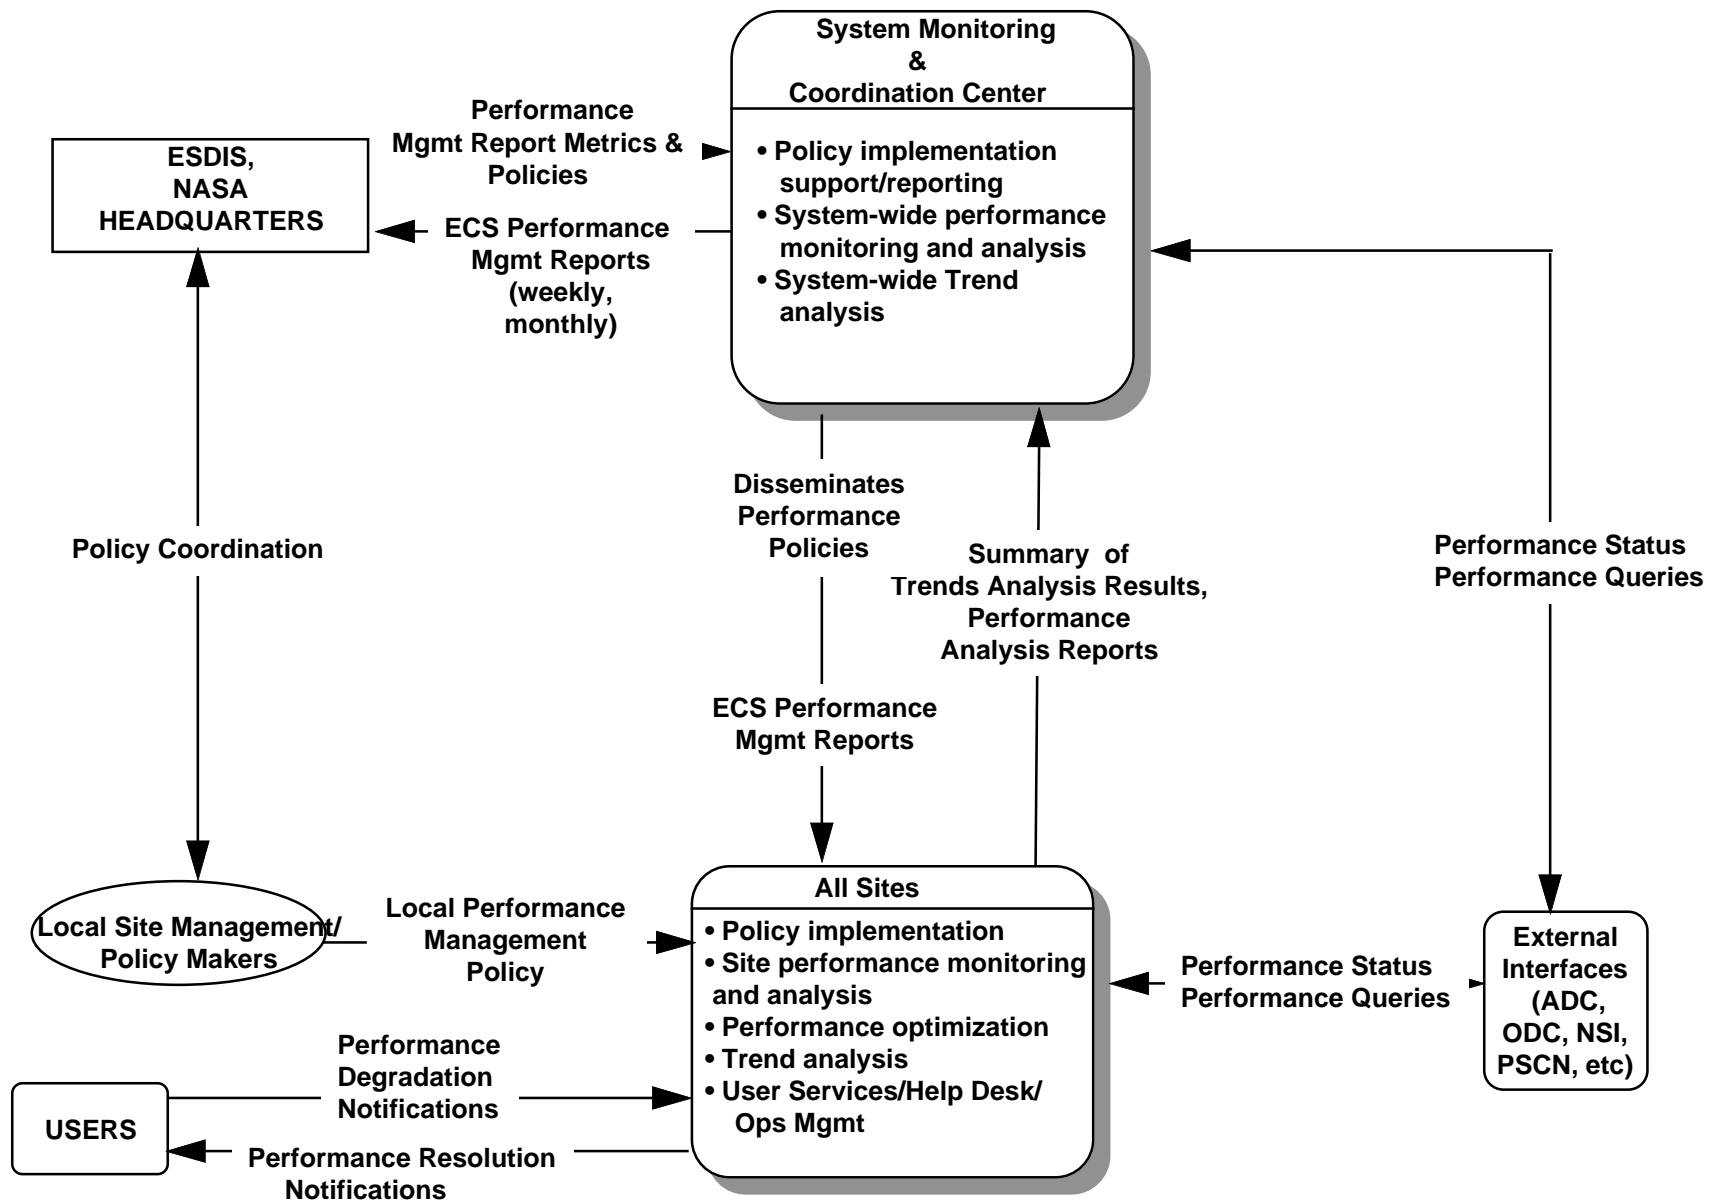 System Monitoring
&
Coordination Center
• Policy implementation
support/reporting
• System-wide performance
monitoring and analysis
• System-wide Trend
analysis
Performance
Mgmt Report Metrics &
Policies
ESDIS,
NASA
HEADQUARTERS
ECS Performance
Mgmt Reports
(weekly,
monthly)
Disseminates
Performance
Policies
Policy Coordination
Summary of
Trends Analysis Results,
Performance
Analysis Reports
Performance Status
Performance Queries
ECS Performance
Mgmt Reports
Local Site Management/
Policy Makers
Local Performance
Management
Policy
All Sites
• Policy implementation
• Site performance monitoring
and analysis
• Performance optimization
• Trend analysis
• User Services/Help Desk/
Ops Mgmt
Performance Status
Performance Queries
External
Interfaces
(ADC,
ODC, NSI,
PSCN, etc)
Performance
Degradation
Notifications
USERS
Performance Resolution
Notifications